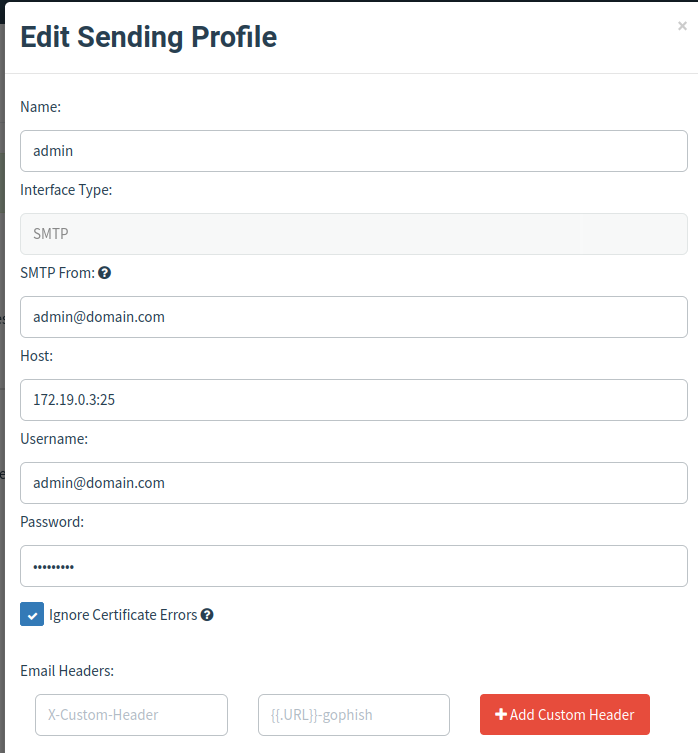 Edit Sending Profile
×
Name:
admin
Interface Type:
SMTP
SMTP From: ?
admin@domain.com
Host:
172.19.0.3:25
Username:
admin@domain.com
Password:
•••••••••
Ignore Certificate Errors ?
Email Headers:
X-Custom-Header {{.URL}}-gophish + Add Custom Header